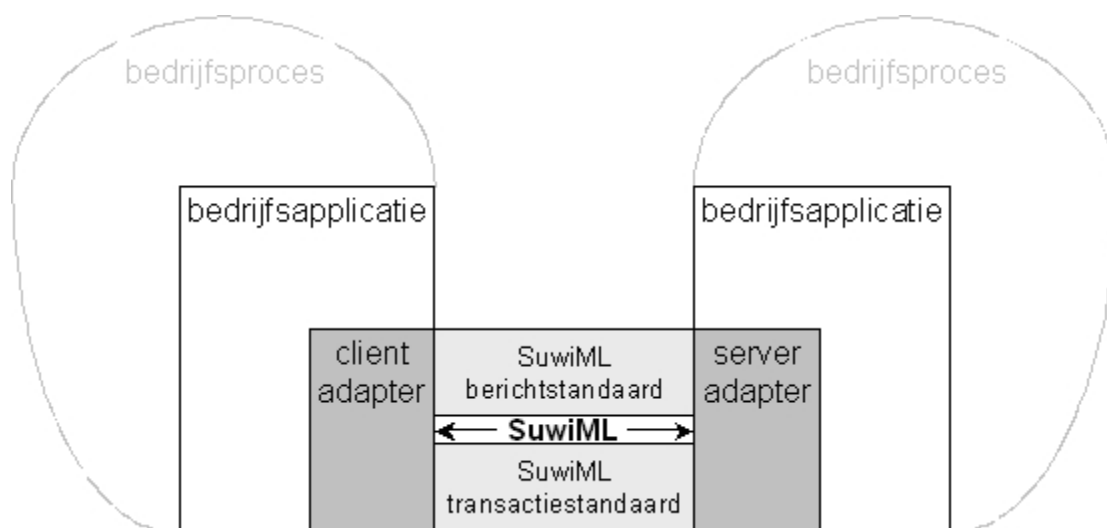 bedrijfsproces
bedrijfsproces
bedrijfsapplicatie
bedrijfsapplicatie
client
adapter
SuwiML
berichtstandaard
server
adapter
SuwiML
SuwiML
transactiestandaard